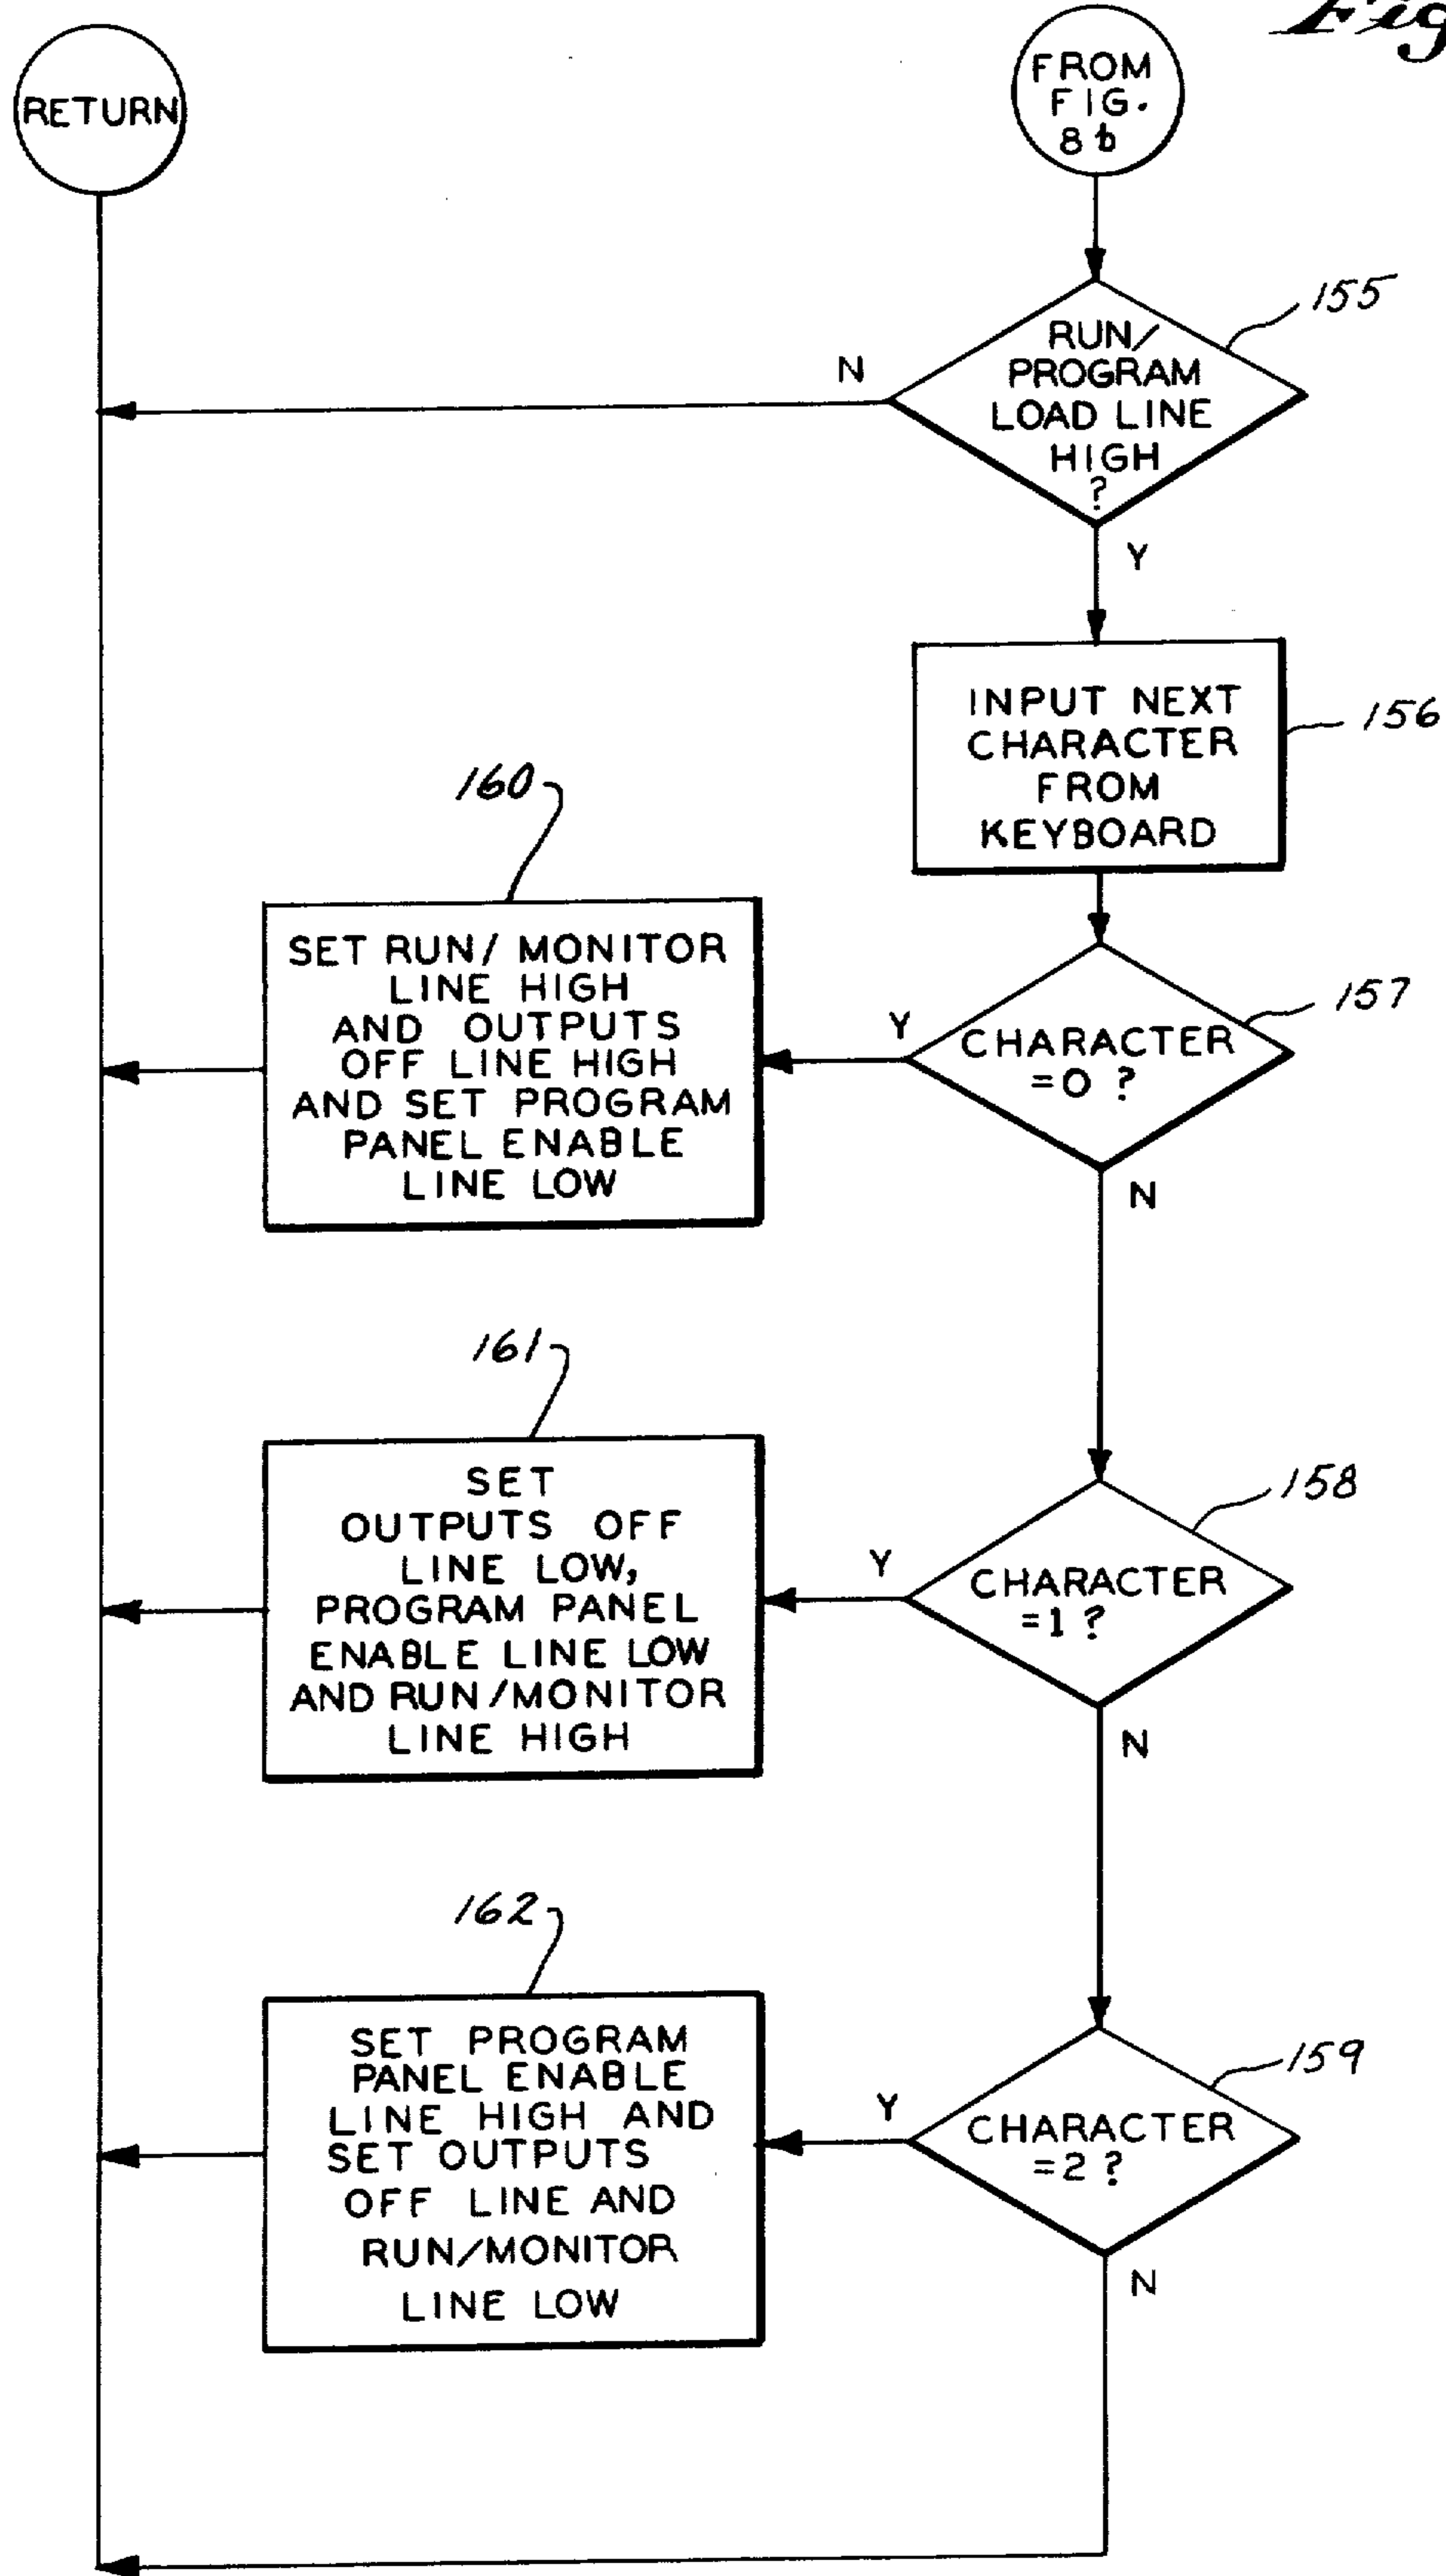 Fig
RETURN
FROM
FIG.
8b
155
RUN/
PROGRAM
LOAD LINE
HIGH
?
N
Y
INPUT NEXT
CHARACTER
FROM
KEYBOARD
156
160
SET RUN/ MONITOR
LINE HIGH
AND OUTPUTS
OFF LINE HIGH
AND SET PROGRAM
PANEL ENABLE
LINE LOW
157
Y
CHARACTER
=0 ?
N
161
SET
OUTPUTS OFF
LINE LOW,
PROGRAM PANEL
ENABLE LINE LOW
AND RUN/MONITOR
LINE HIGH
158
Y
CHARACTER
=1 ?
N
162
SET PROGRAM
PANEL ENABLE
LINE HIGH AND
SET OUTPUTS
OFF LINE AND
RUN/MONITOR
LINE LOW
159
Y
CHARACTER
=2 ?
N